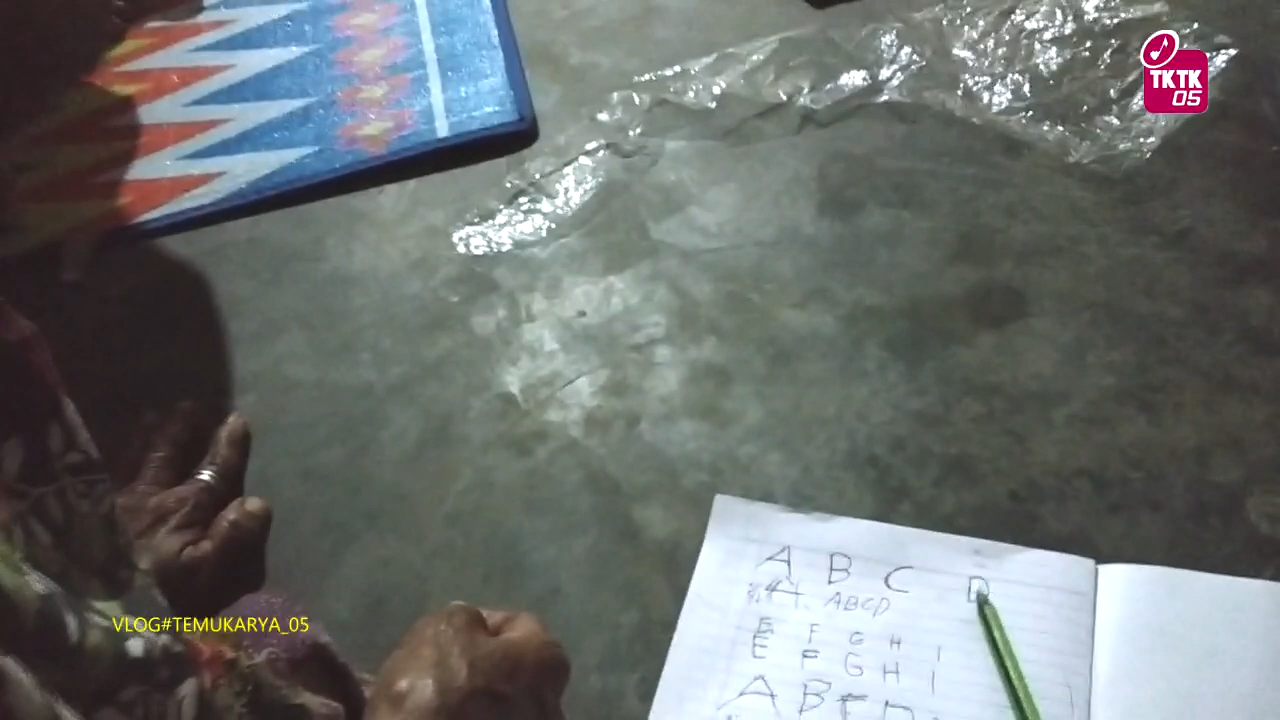 TKTK
05
A B C D
ABCD
E F G H I
E F G H I
A B C D
VLOG#TEMUKARYA_05